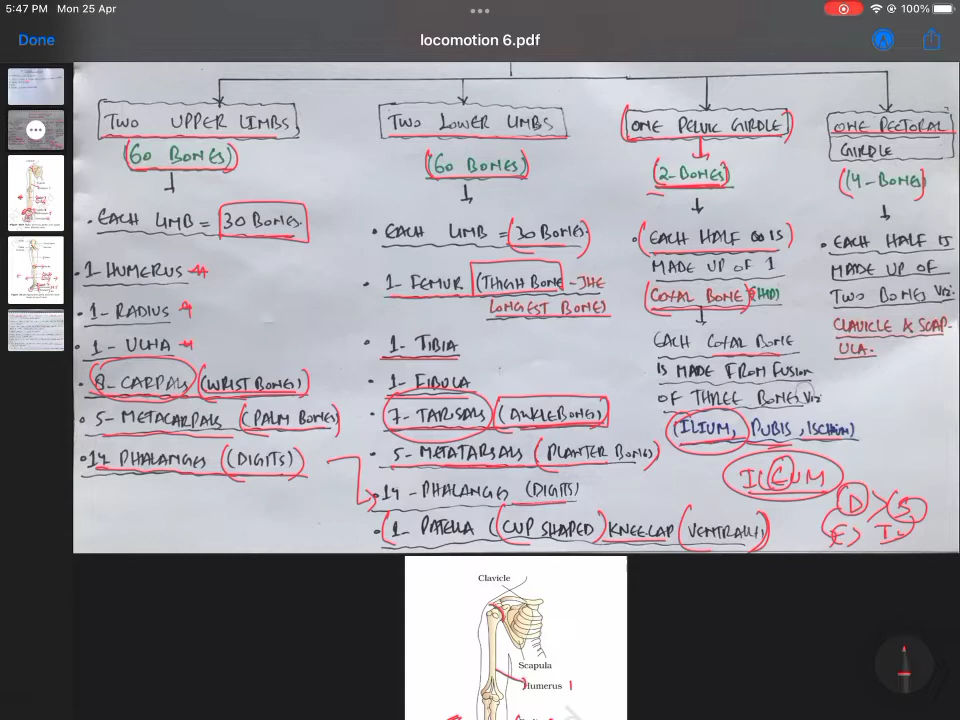 5:47 PM Mon 25 Apr
100%
Done
locomotion 6.pdf
TWO UPPER LIMBS
(60 BONES)
. EACH LIMB = 30 BONES.
. 1-HUMERUS
. 1-RADIUS
. 1-ULNA
. 8-CARPALS (WRIST BONES)
. 5-METACARPALS (PALM BONES)
. 14 PHALANGES (DIGITS)
TWO LOWER LIMBS
(60 BONES)
. EACH LIMB = (30 BONES.)
. 1-FEMUR (THIGH BONE - THE
LONGEST BONE)
. 1-TIBIA
. 1-FIBULA
. 7-TARSALS (ANKLE BONES)
. 5-METATARSALS (PLANTER BONES)
. 14-PHALANGES (DIGITS)
. 1-PATELLA (CUP SHAPED) KNEECAP (VENTRALLY)
ONE PELVIC GIRDLE
(2-BONES)
. EACH HALF IS
MADE UP OF 1
COXAL BONE
EACH COXAL BONE
IS MADE FROM FUSION
OF THREE BONES Viz
(ILIUM, PUBIS, ISCHIUM)
ILEUM
D > S
E I
ONE PECTORAL
GIRDLE
(4-BONES)
. EACH HALF IS
MADE UP OF
TWO BONES Viz.
CLAVICLE & SCAP-
ULA.
Clavicle
Scapula
Humerus 1